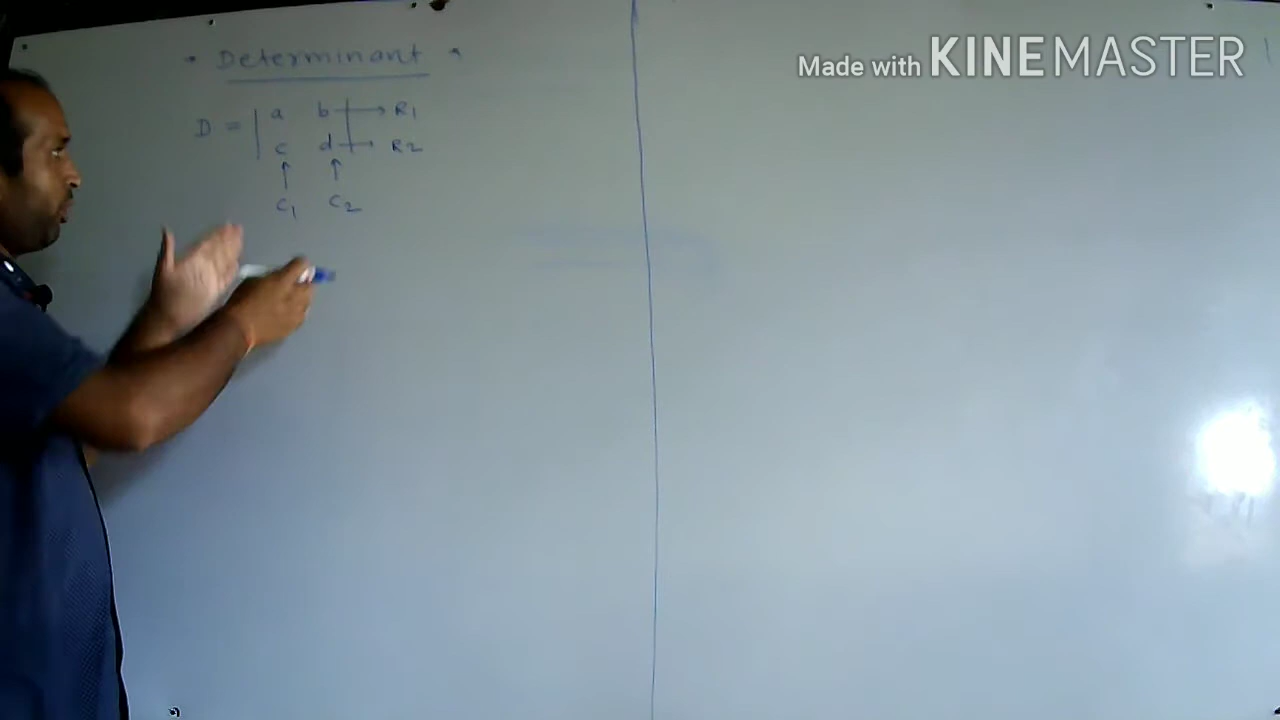 Made with KINEMASTER
• Determinant •
D = | a b | → R1
c d → R2
↑ ↑
C1 C2